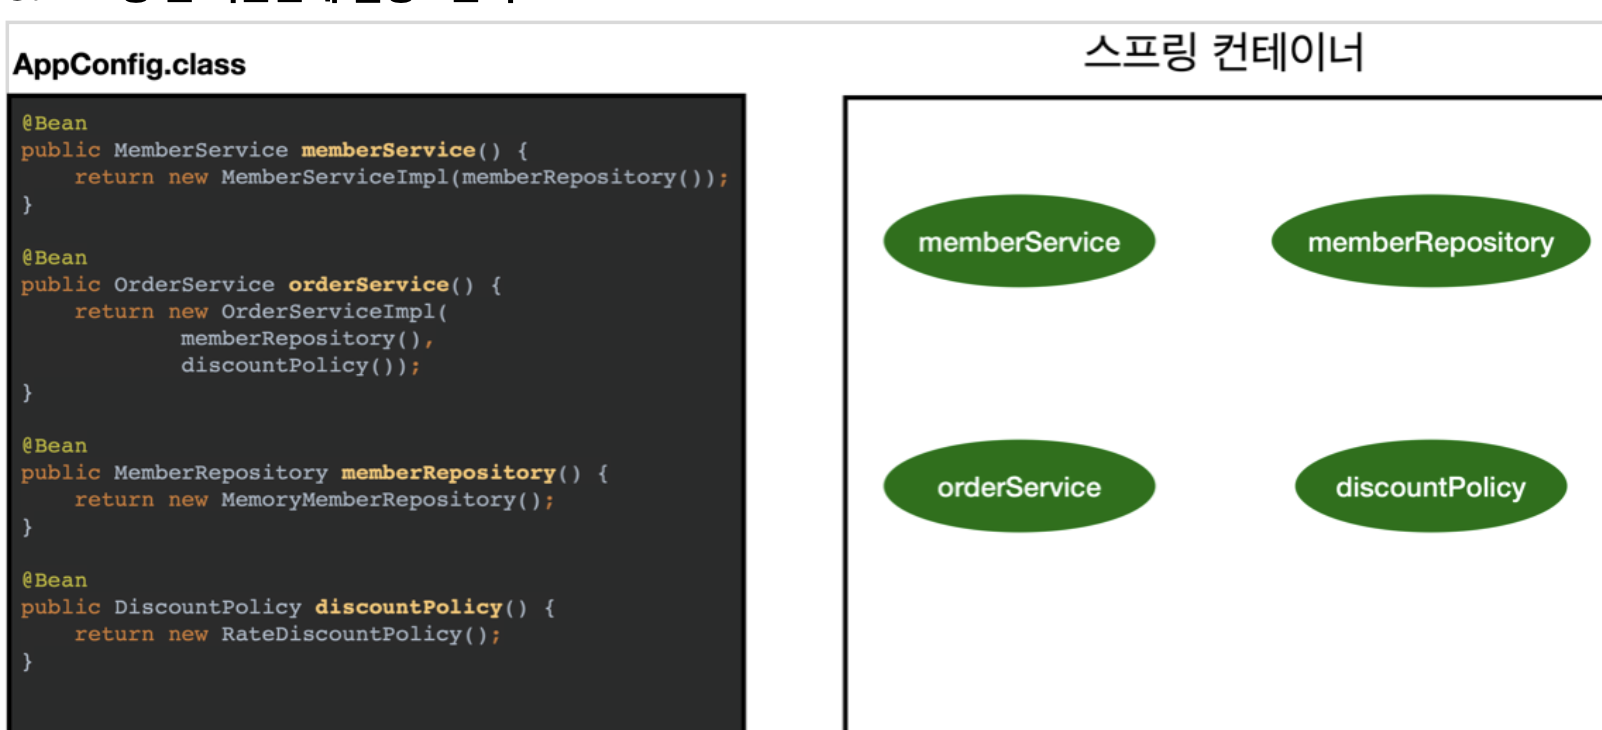 AppConfig.class
스프링 컨테이너
@Bean
public MemberService memberService() {
    return new MemberServiceImpl(memberRepository());
}
@Bean
public OrderService orderService() {
    return new OrderServiceImpl(
            memberRepository(),
            discountPolicy());
}
@Bean
public MemberRepository memberRepository() {
    return new MemoryMemberRepository();
}
@Bean
public DiscountPolicy discountPolicy() {
    return new RateDiscountPolicy();
}
memberService
memberRepository
orderService
discountPolicy